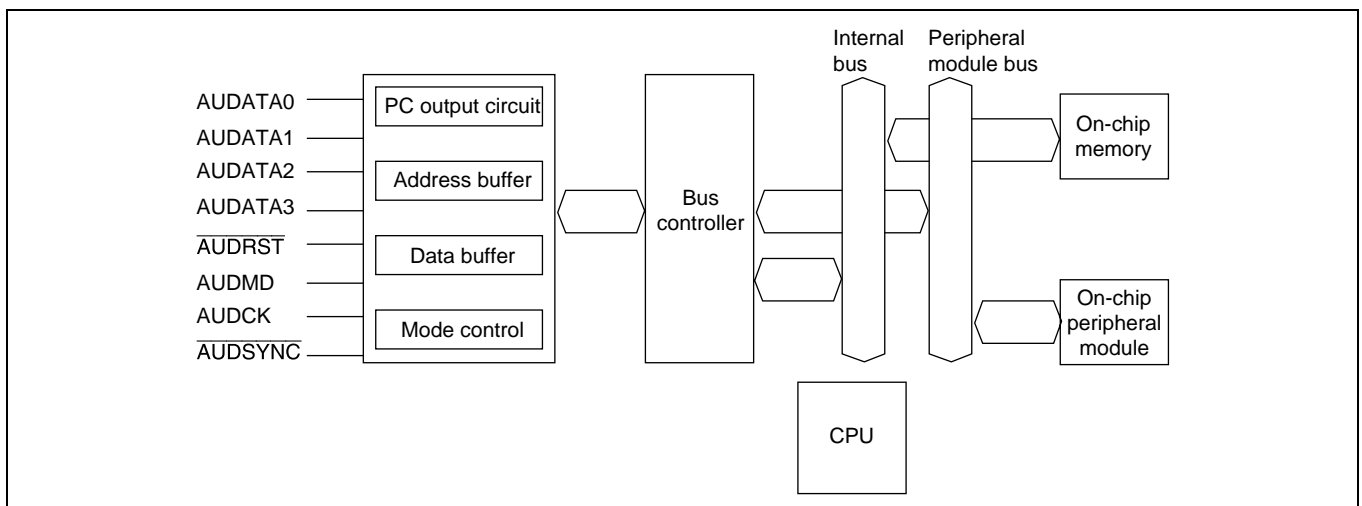 Internal
bus
Peripheral
module bus
AUDATA0
AUDATA1
AUDATA2
AUDATA3
AUDRST
AUDMD
AUDCK
AUDSYNC
PC output circuit
Address buffer
Data buffer
Mode control
Bus
controller
On-chip
memory
On-chip
peripheral
module
CPU